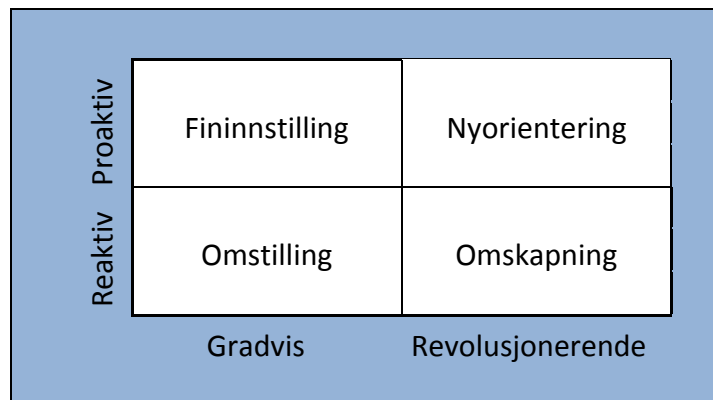 Proaktiv
Fininnstilling
Nyorientering
Reaktiv
Omstilling
Omskapning
Gradvis
Revolusjonerende